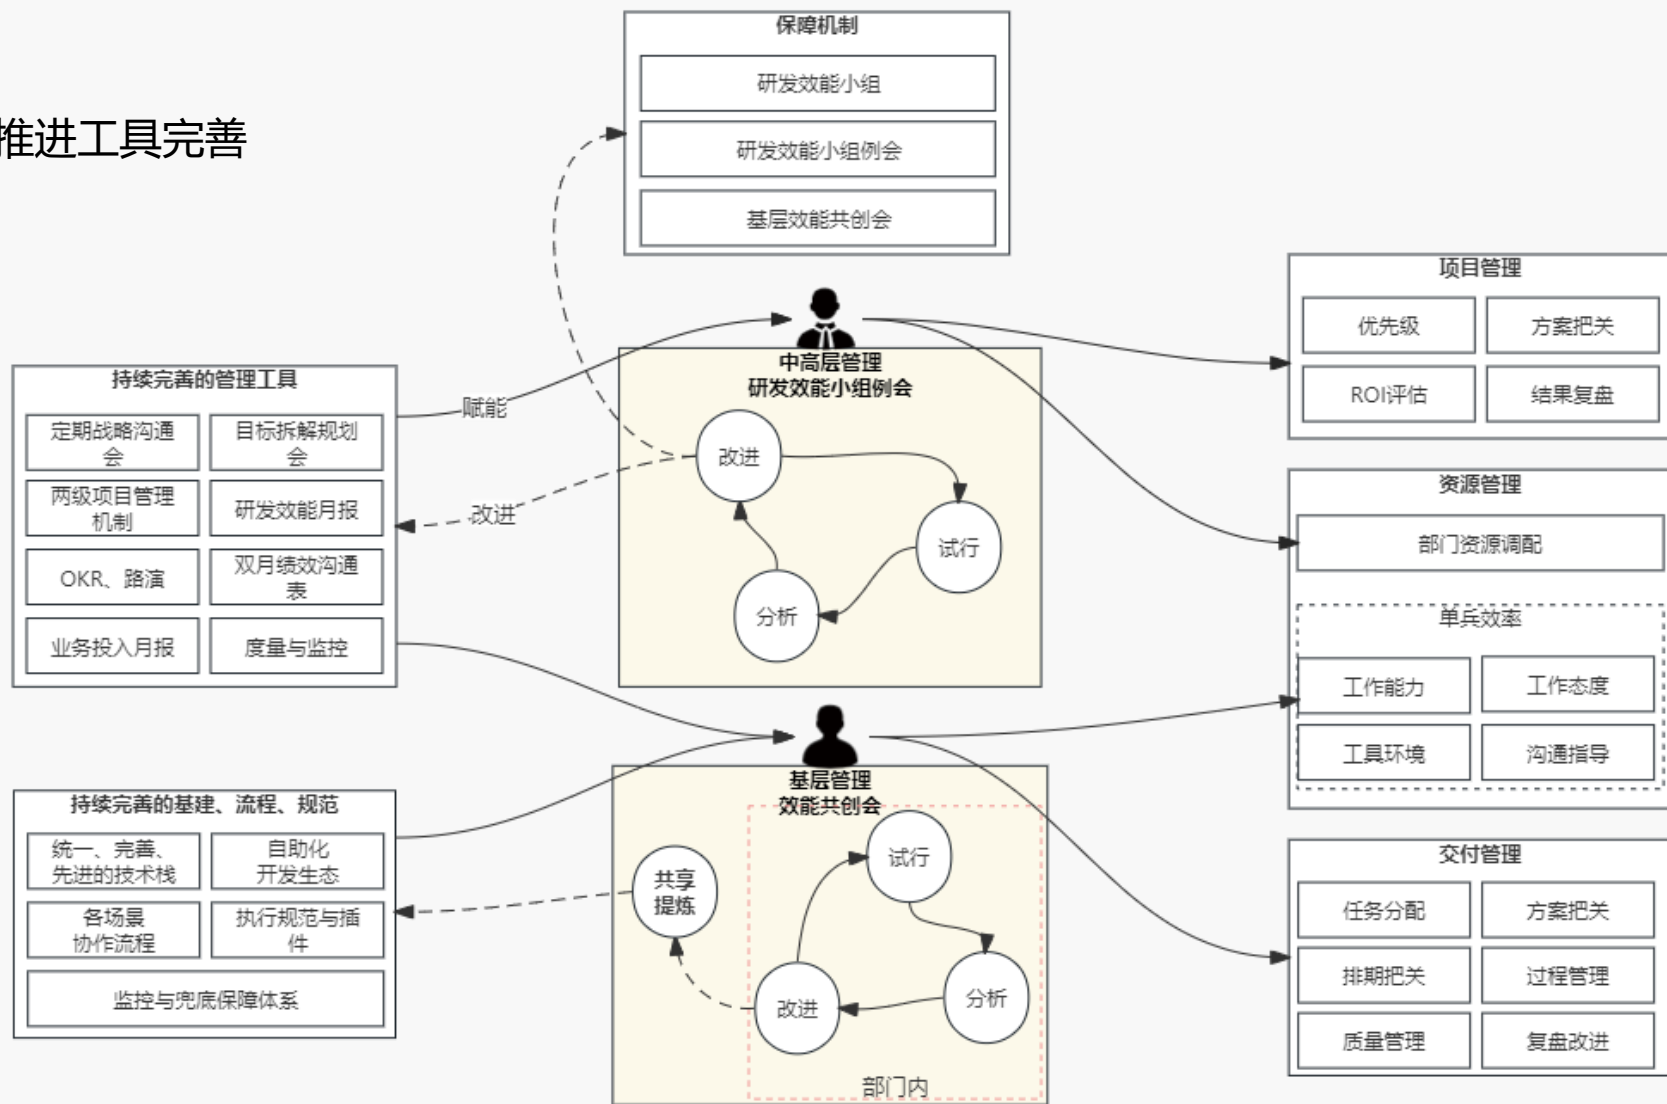 推进工具完善
保障机制
研发效能小组
研发效能小组例会
基层效能共创会
持续完善的管理工具
定期战略沟通
会
目标拆解规划
会
两级项目管理
机制
研发效能月报
OKR、路演
双月绩效沟通
表
业务投入月报
度量与监控
赋能
改进
中高层管理
研发效能小组例会
改进
试行
分析
项目管理
优先级
方案把关
ROI评估
结果复盘
资源管理
部门资源调配
单兵效率
工作能力
工作态度
工具环境
沟通指导
持续完善的基建、流程、规范
统一、完善、
先进的技术栈
自助化
开发生态
各场景
协作流程
执行规范与插
件
监控与兜底保障体系
基层管理
效能共创会
共享
提炼
试行
分析
改进
部门内
交付管理
任务分配
方案把关
排期把关
过程管理
质量管理
复盘改进